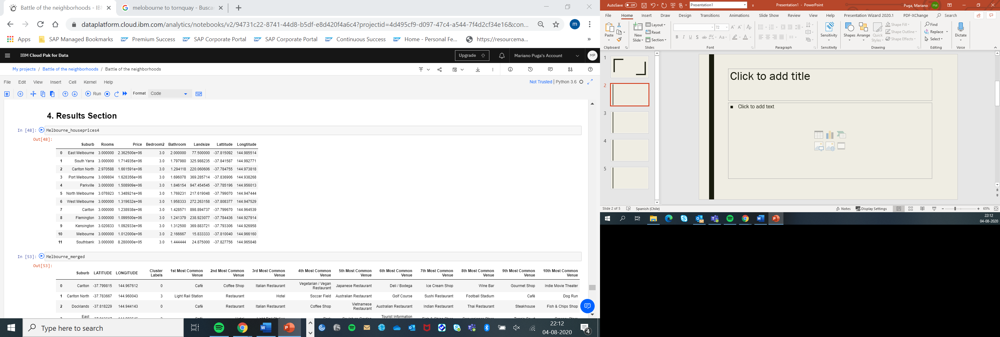 Battle of the neighborhoods - IBM
melobourne to tornquay - Busca
dataplatform.cloud.ibm.com/analytics/notebooks/v2/94731c22-8741-44d8-b5df-e8d420f4a6c4?projectid=4d495cf9-d097-47c4-a544-7f4d2cf34e16&con...
m
Apps SAP Managed Bookmarks Premium Success SAP Corporate Portal SAP Corporate Portal Continuous Success Home - Personal Fe... https://resourcema... »
IBM Cloud Pak for Data Upgrade Mariano Puga's Account MP
My projects / Battle of the neighborhoods / Battle of the neighborhoods
File Edit View Insert Cell Kernel Help Not Trusted | Python 3.6
Run Format Code
4. Results Section
In [48]: Melbourne_houseprices4
Out[48]:
Suburb Rooms Price Bedroom2 Bathroom Landsize Lattitude Longtitude
0 East Melbourne 3.000000 2.362500e+06 3.0 2.000000 77.500000 -37.815092 144.985514
1 South Yarra 3.000000 1.714935e+06 3.0 1.797980 325.988235 -37.841587 144.992771
2 Carlton North 2.970588 1.661591e+06 3.0 1.294118 220.060606 -37.784755 144.973818
3 Port Melbourne 3.009804 1.628356e+06 3.0 1.696078 369.285714 -37.836906 144.938268
4 Parkville 3.000000 1.508909e+06 3.0 1.846154 947.454545 -37.785196 144.956013
5 North Melbourne 3.076923 1.348921e+06 3.0 1.769231 217.619048 -37.799070 144.947444
6 West Melbourne 3.000000 1.319632e+06 3.0 1.958333 272.263158 -37.808377 144.947529
7 Carlton 3.000000 1.238938e+06 3.0 1.428571 898.894737 -37.799670 144.964539
8 Flemington 3.000000 1.099500e+06 3.0 1.241379 238.923077 -37.784436 144.927914
9 Kensington 3.020833 1.092933e+06 3.0 1.312500 369.883721 -37.793306 144.926958
10 Melbourne 3.000000 1.012000e+06 3.0 2.166667 15.833333 -37.810040 144.966160
11 Southbank 3.000000 8.280000e+05 3.0 1.444444 24.875000 -37.827756 144.965848
In [53]: Melbourne_merged
Out[53]:
Suburb LATITUDE LONGITUDE Cluster Labels 1st Most Common Venue 2nd Most Common Venue 3rd Most Common Venue 4th Most Common Venue 5th Most Common Venue 6th Most Common Venue 7th Most Common Venue 8th Most Common Venue 9th Most Common Venue 10th Most Common Venue
0 Carlton -37.799815 144.967612 0 Café Coffee Shop Italian Restaurant Vegetarian / Vegan Restaurant Japanese Restaurant Deli / Bodega Ice Cream Shop Wine Bar Gourmet Shop Indie Movie Theater
1 Carlton North -37.783667 144.960043 3 Light Rail Station Restaurant Hotel Soccer Field Australian Restaurant Golf Course Sushi Restaurant Football Stadium Café Dog Run
2 Docklands -37.818229 144.944143 0 Café Restaurant Italian Restaurant Coffee Shop Vietnamese Restaurant Australian Restaurant Indian Restaurant Thai Restaurant Steakhouse Fish & Chips Shop
East
Tourist Information
Type here to search
22:12
04-08-2020
4
AutoSave Off Presentation1 Presentation1 - PowerPoint Puga, Mariano PM
File Home Insert Draw Design Transitions Animations Slide Show Review View Help Presentation Wizard 2020.1 PDF-XChange Search
Paste New Slide Layout Reset Section 72 B I U S ab AV Aa A Shapes Arrange Quick Styles Shape Fill Shape Outline Shape Effects Find Replace Select Sensitivity Dictate
Clipboard Slides Font Paragraph Sensitivity Drawing Editing Voice
1
2
3
4
5
Click to add title
Click to add text
Slide 2 of 5 Spanish (Chile) Notes Display Settings 65%
22:12
04-08-2020